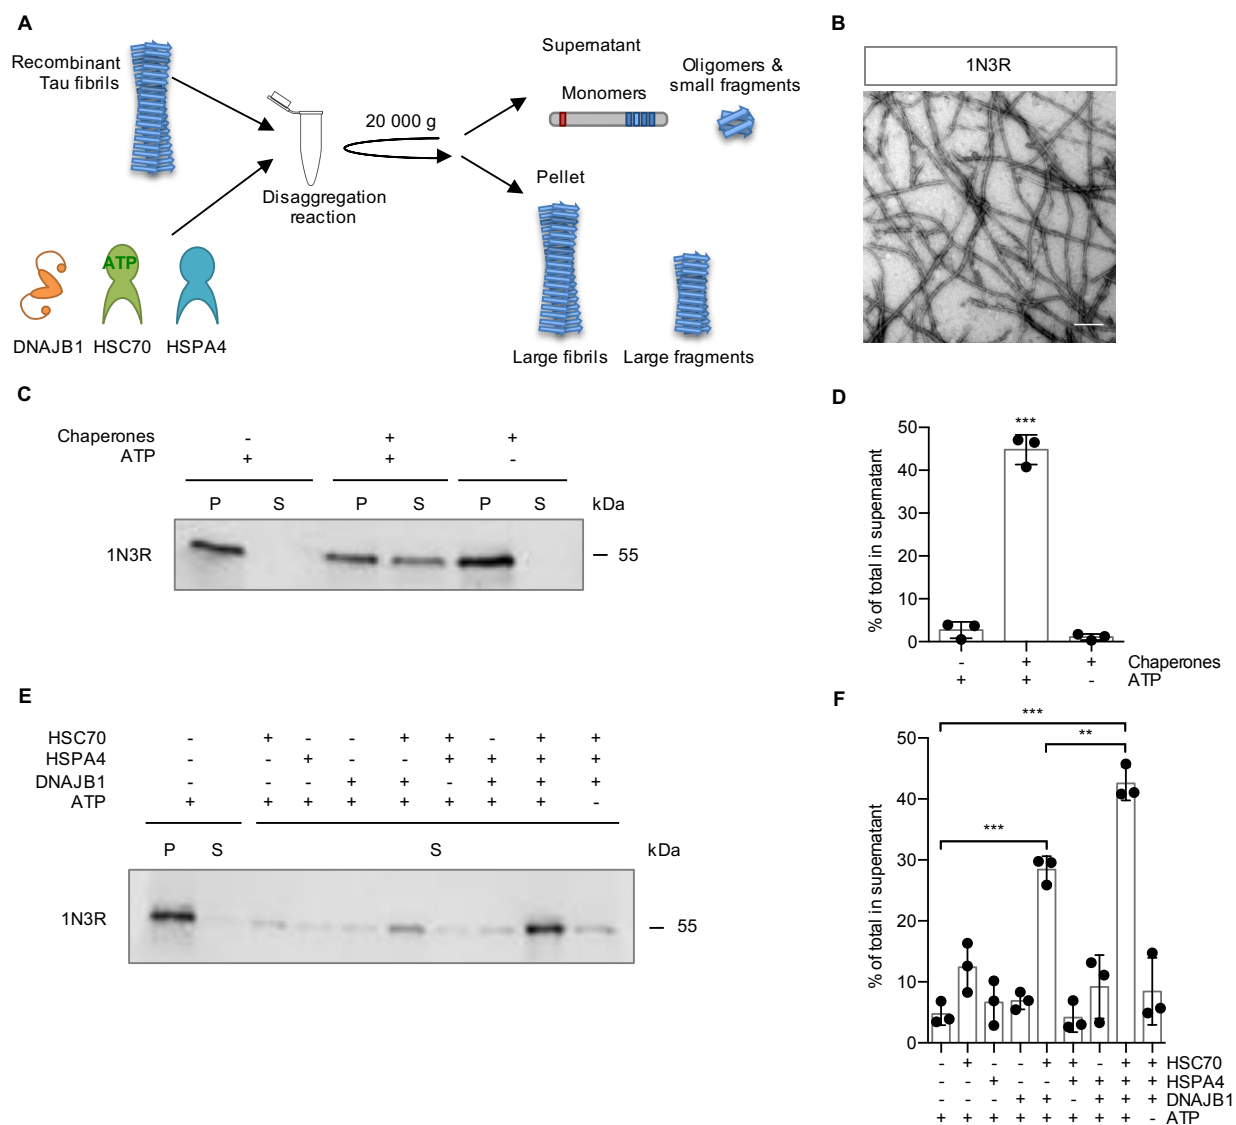 A
Recombinant
Tau fibrils
ATP
DNAJB1 HSC70 HSPA4
Disaggregation
reaction
20 000 g
Supernatant
Monomers
Oligomers &
small fragments
Pellet
Large fibrils Large fragments
B
1N3R
C
Chaperones - + +
ATP + + -
P S P S P S kDa
1N3R — 55
D
***
% of total in supernatant
50
40
30
20
10
0
- + + Chaperones
+ + - ATP
E
HSC70 - + - - + + - + +
HSPA4 - - + - - + + + +
DNAJB1 - - - + + - + + +
ATP + + + + + + + + -
P S S kDa
1N3R — 55
F
***
**
***
% of total in supernatant
50
40
30
20
10
0
- + - - + + - + + HSC70
- - + - - + + + + HSPA4
- - - + + - + + + DNAJB1
+ + + + + + + + - ATP